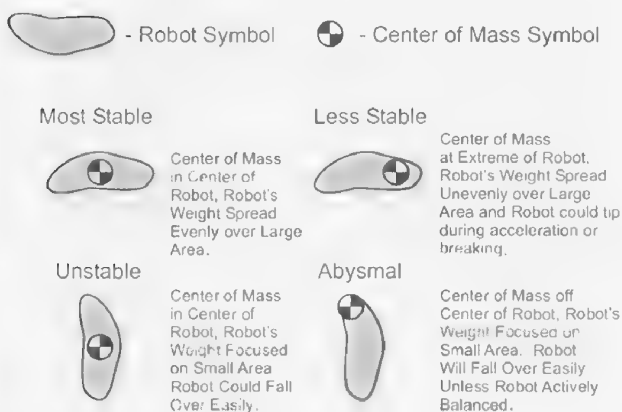 - Robot Symbol
- Center of Mass Symbol
Most Stable
Center of Mass
in Center of
Robot, Robot's
Weight Spread
Evenly over Large
Area.
Less Stable
Center of Mass
at Extreme of Robot.
Robot's Weight Spread
Unevenly over Large
Area and Robot could tip
during acceleration or
breaking.
Unstable
Center of Mass
in Center of
Robot, Robot's
Weight Focused
on Small Area
Robot Could Fall
Over Easily.
Abysmal
Center of Mass off
Center of Robot, Robot's
Weight Focused on
Small Area. Robot
Will Fall Over Easily
Unless Robot Actively
Balanced.